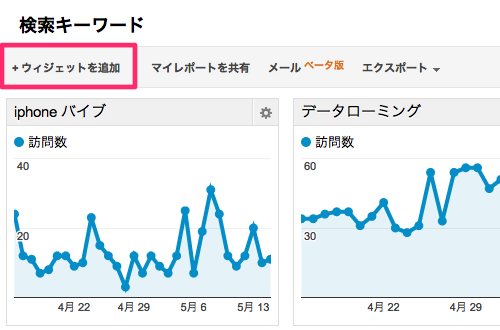 検索キーワード
+ウィジェットを追加 マイレポートを共有 メール ベータ版 エクスポート
iphone バイブ
訪問数
40
20
4月 22 4月 29 5月 6 5月 13
データローミング
訪問数
60
30
4月 22 4月 29